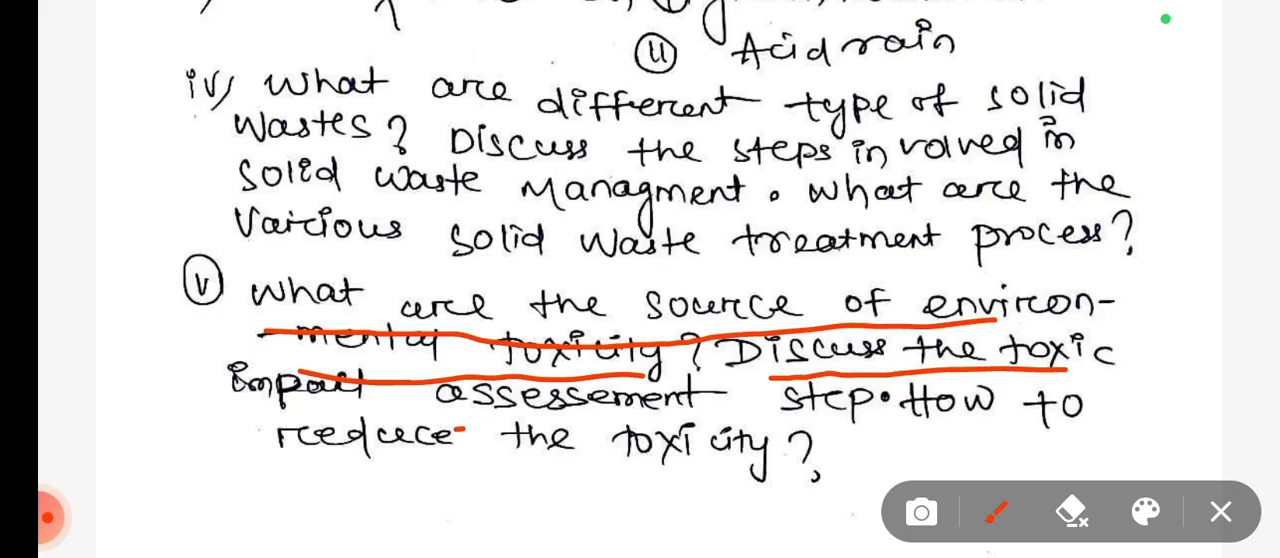 (ii) Acid rain
iv) What are different type of solid
wastes? Discuss the steps involved in
solid waste managment. What are the
various solid waste treatment process?
(v) What are the source of environ-
-mental toxicity? Discuss the toxic
impact assessement step. How to
reeduce the toxicity?